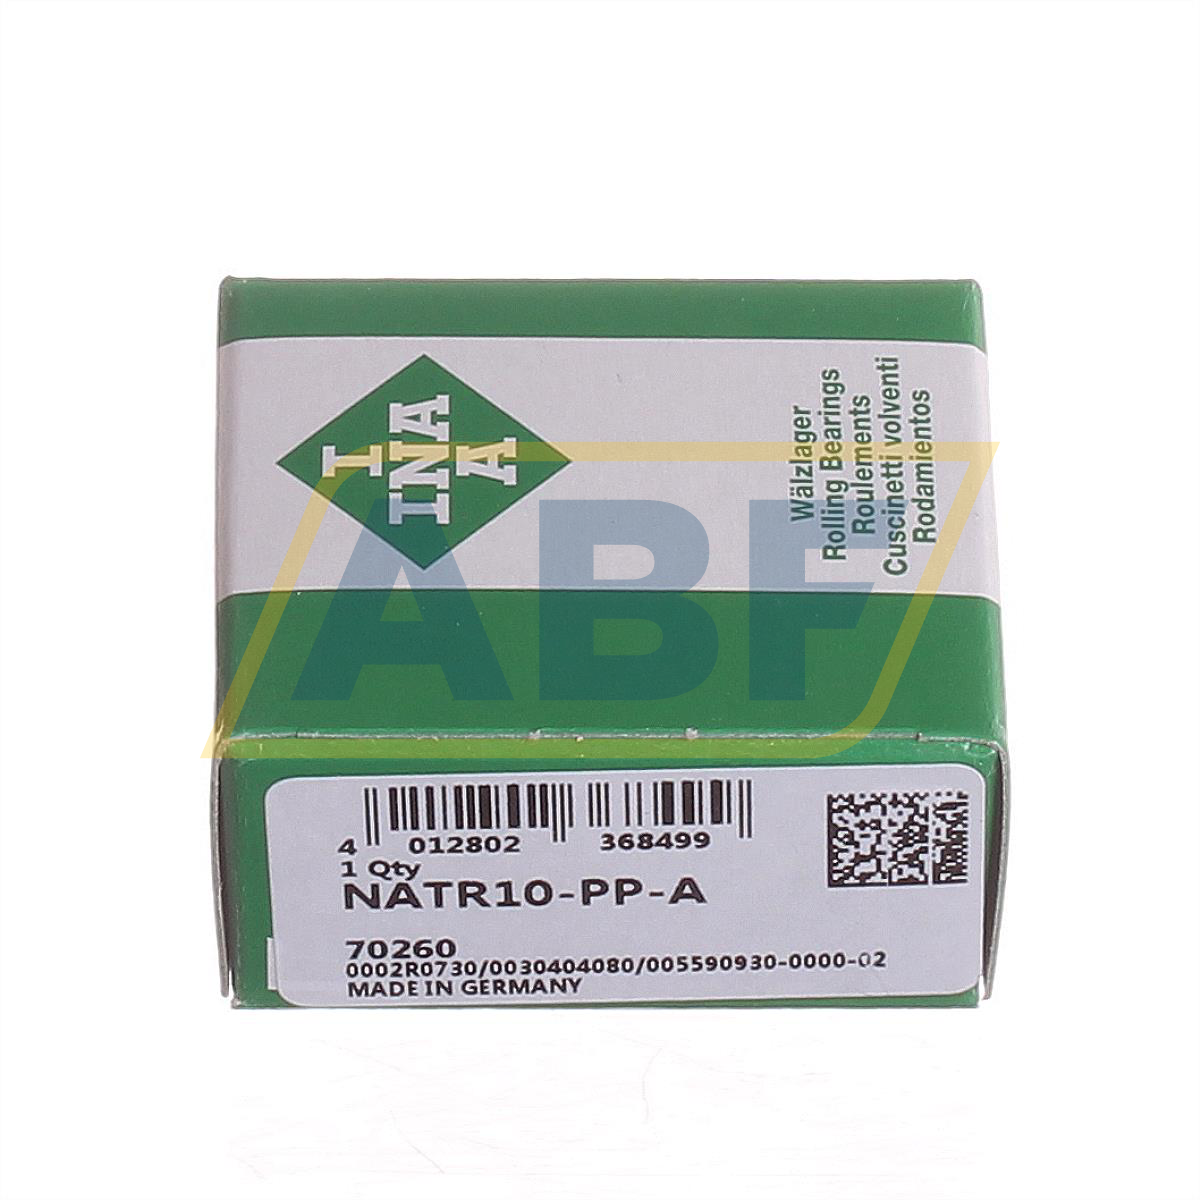 I
INA
A
Wälzlager
Rolling Bearings
Roulements
Cuscinetti volventi
Rodamientos
ABF
4 012802 368499
1 Qty
NATR10-PP-A
70260
0002R0730/0030404080/005590930-0000-02
MADE IN GERMANY